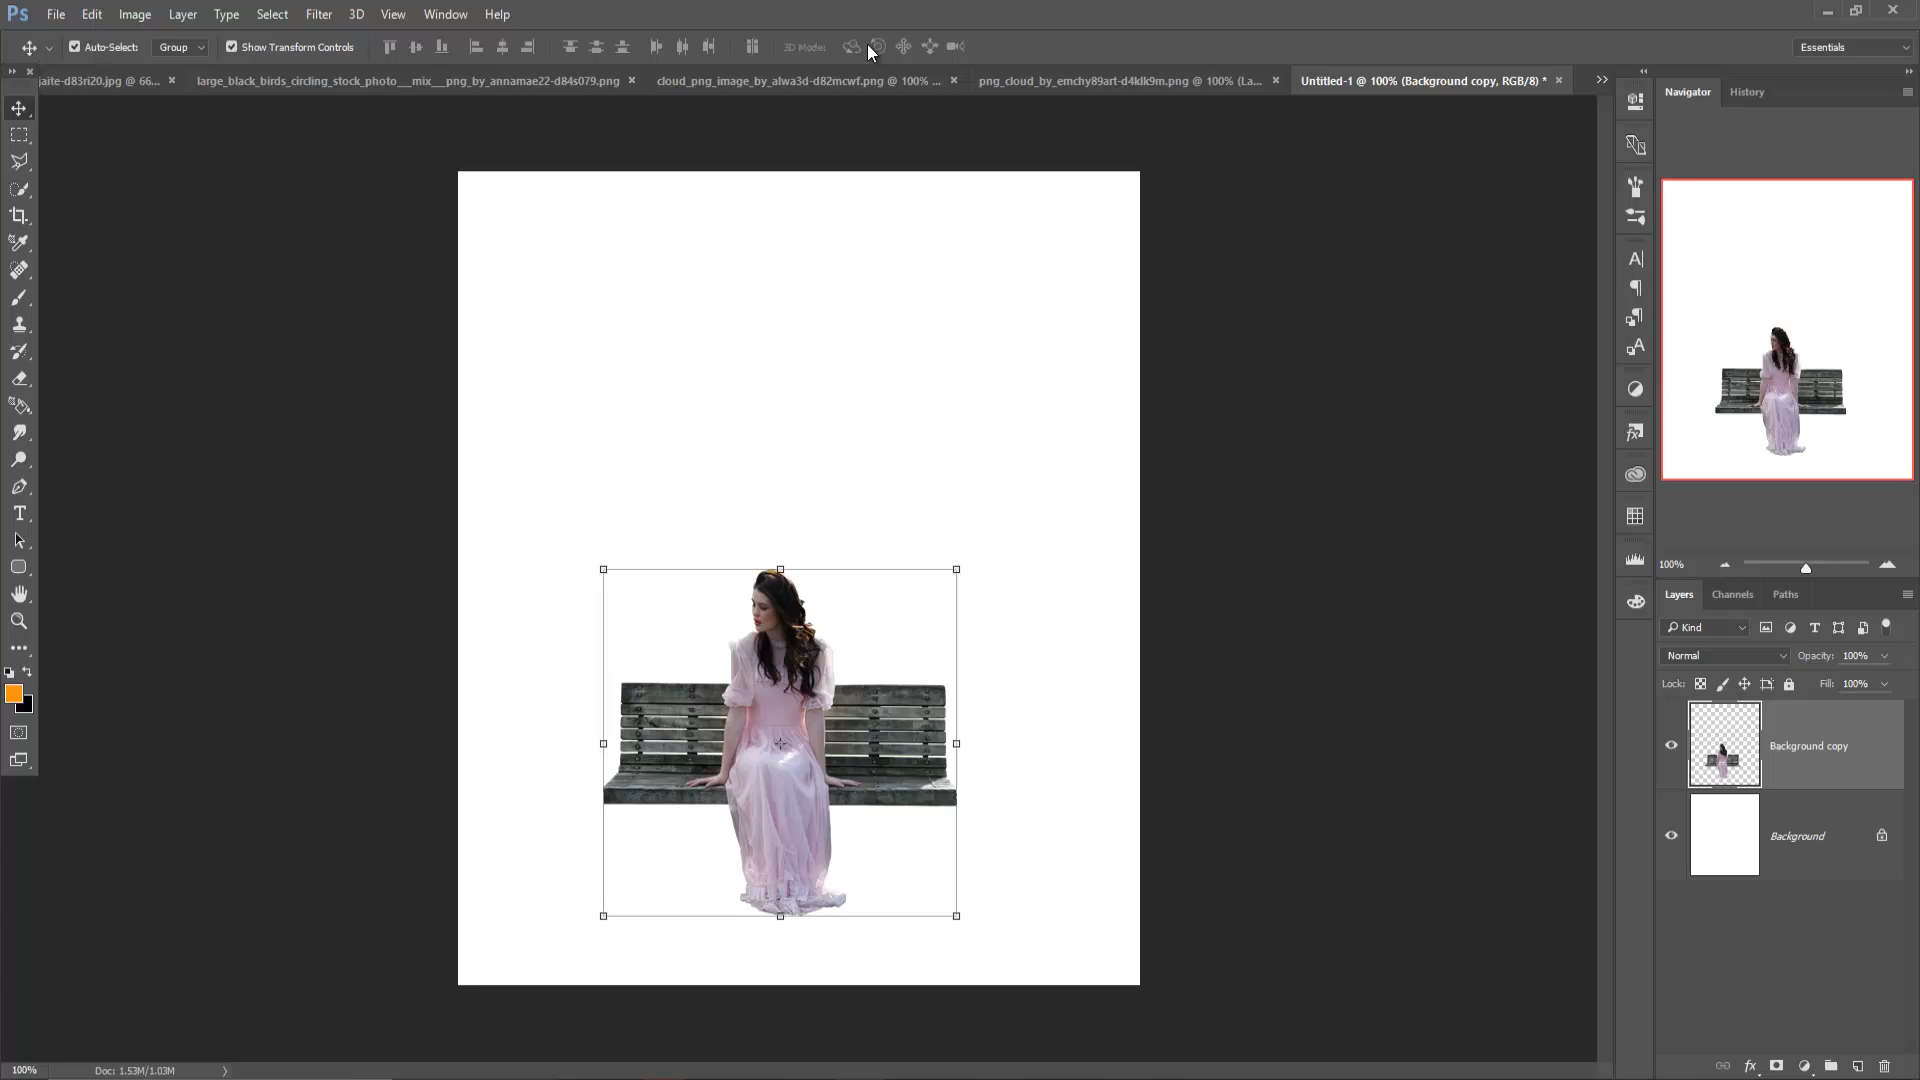 Ps File Edit Image Layer Type Select Filter 3D View Window Help
Auto-Select: Group Show Transform Controls 3D Mode: Essentials
jaite-d83ri20.jpg @ 66... × large_black_birds_circling_stock_photo__mix__png_by_annamae22-d84s079.png × cloud_png_image_by_alwa3d-d82mcwf.png @ 100% ... × png_cloud_by_emchy89art-d4klk9m.png @ 100% (La... × Untitled-1 @ 100% (Background copy, RGB/8) * ×
Navigator History
100%
Layers Channels Paths
Kind
Normal Opacity: 100%
Lock: Fill: 100%
Background copy
Background
100% Doc: 1.53M/1.03M